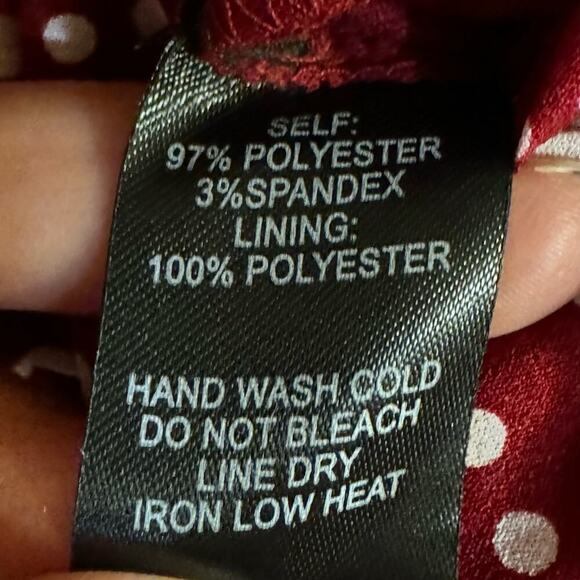 SELF:
97% POLYESTER
3%SPANDEX
LINING:
100% POLYESTER
HAND WASH COLD
DO NOT BLEACH
LINE DRY
IRON LOW HEAT